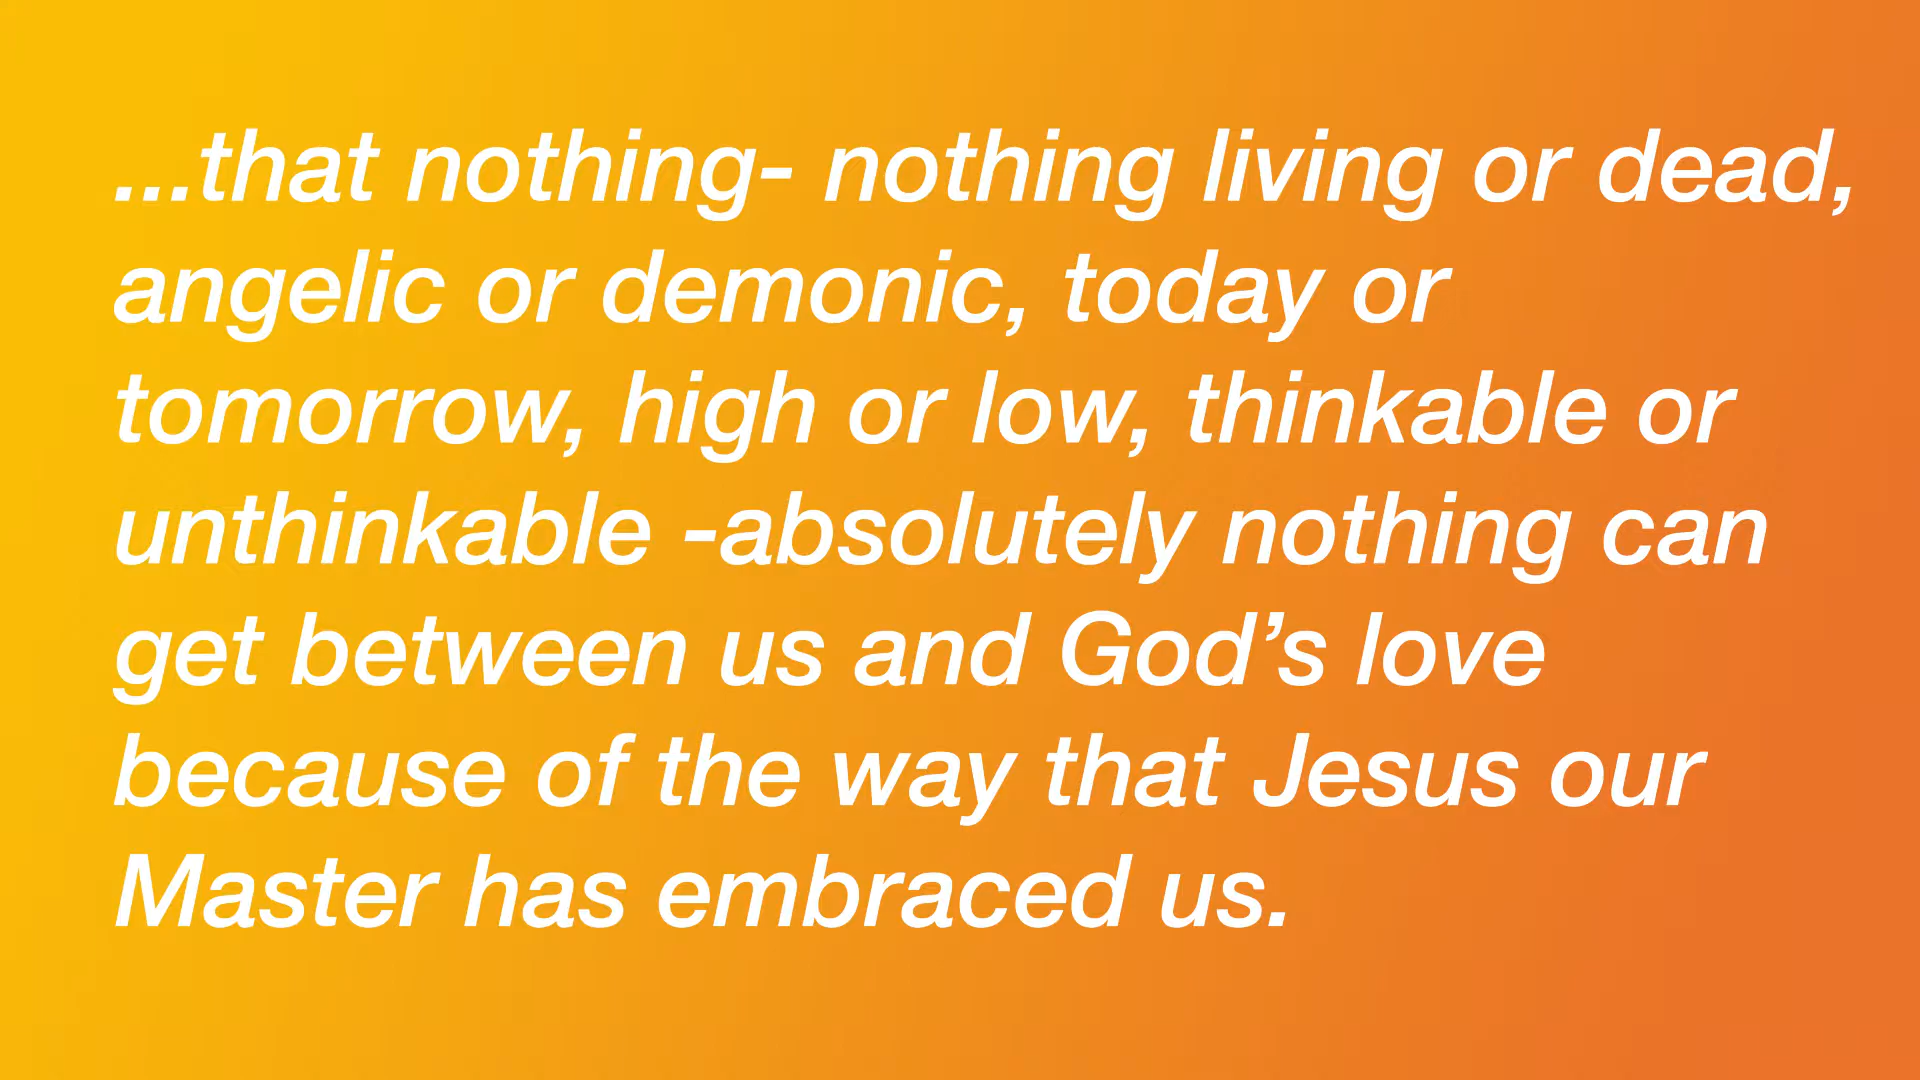 ...that nothing- nothing living or dead,
angelic or demonic, today or
tomorrow, high or low, thinkable or
unthinkable -absolutely nothing can
get between us and God’s love
because of the way that Jesus our
Master has embraced us.